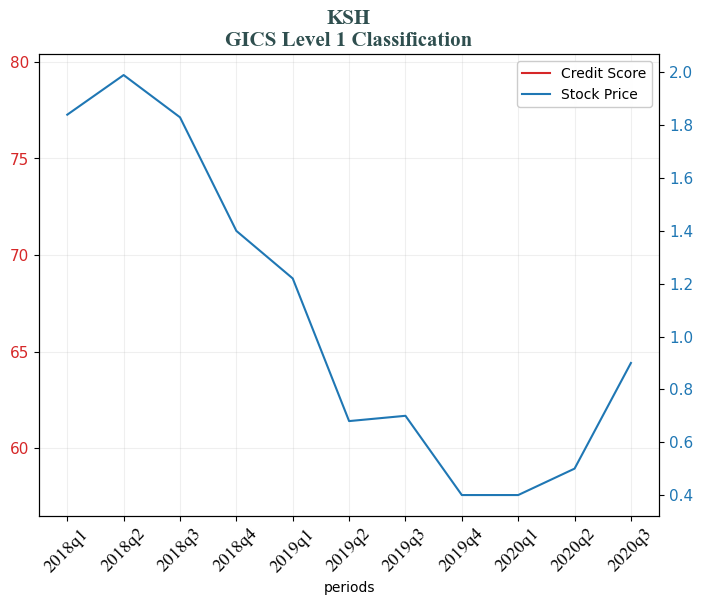 KSH
GICS Level 1 Classification
80
75
70
65
60
Credit Score
Stock Price
2.0
1.8
1.6
1.4
1.2
1.0
0.8
0.6
0.4
2018q1
2018q2
2018q3
2018q4
2019q1
2019q2
2019q3
2019q4
2020q1
2020q2
2020q3
periods